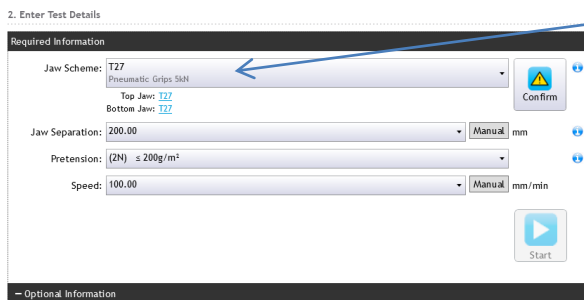 2. Enter Test Details
Required Information
Jaw Scheme: T27
Pneumatic Grips 5kN
Top Jaw: T27
Bottom Jaw: T27
Confirm
Jaw Separation: 200.00 Manual mm
Pretension: (2N) ≤ 200g/m²
Speed: 100.00 Manual mm/min
Start
− Optional Information